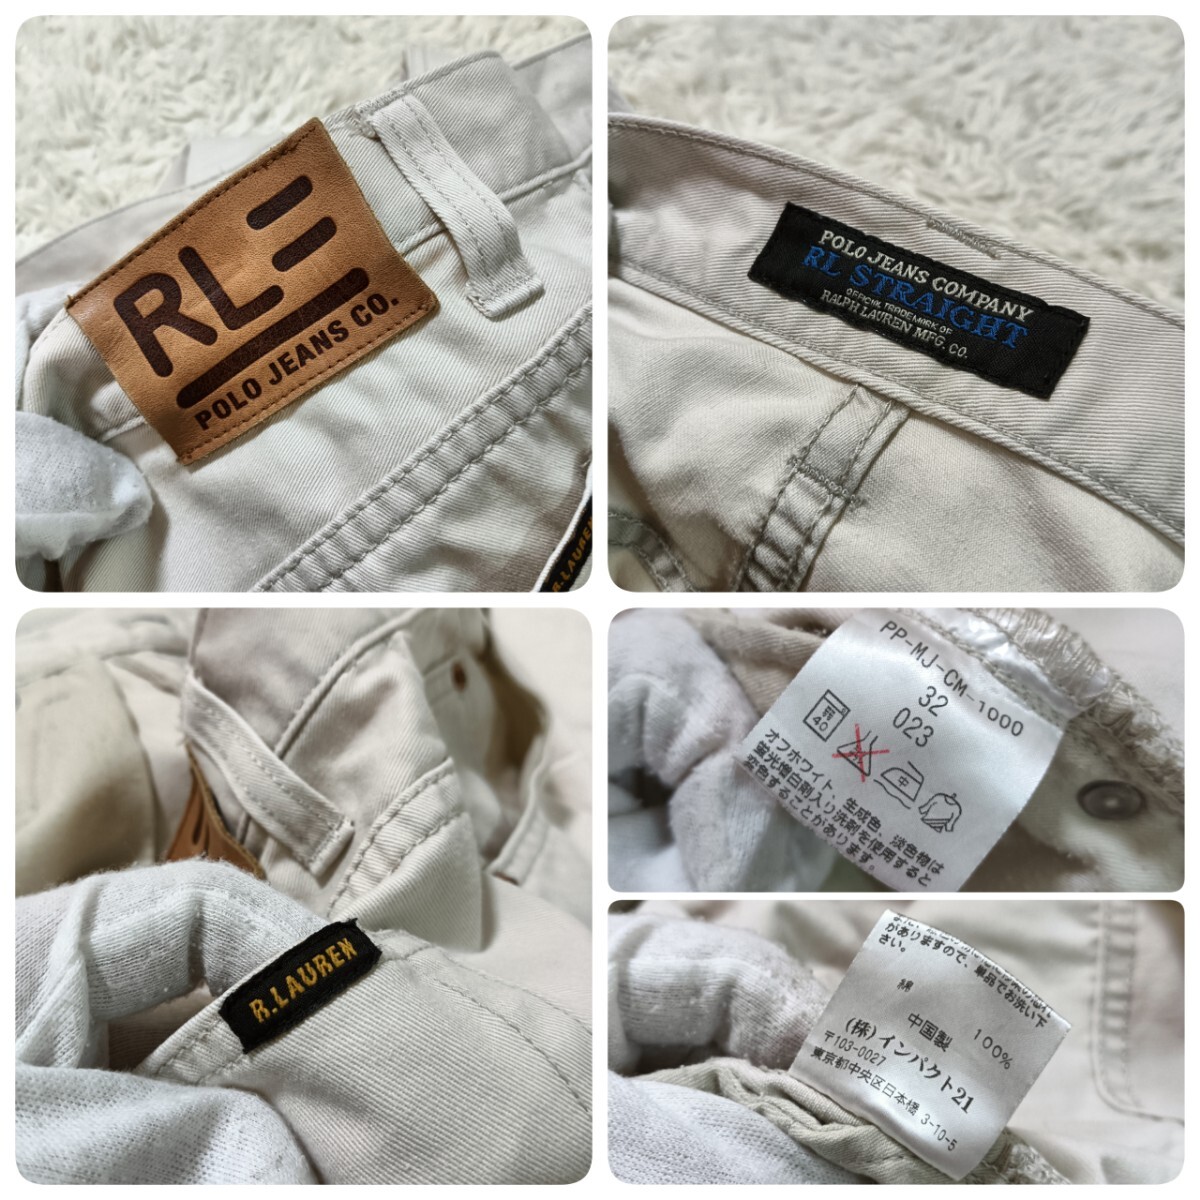 RL
POLO JEANS CO.
R.LAUREN
POLO JEANS COMPANY
RL STRAIGHT
OFFICIAL TRADEMARK OF
RALPH LAUREN MFG. CO.
R.LAUREN
PP-MJ-CM-1000
32
023
40
中
オフホワイト、生成色、淡色物は
蛍光増白剤入り洗剤を使用すると
変色することがあります。
がありますので、単品でお洗い下
さい。
綿 100%
中国製
(株)インパクト21
〒103-0027
東京都中央区日本橋 3-10-5